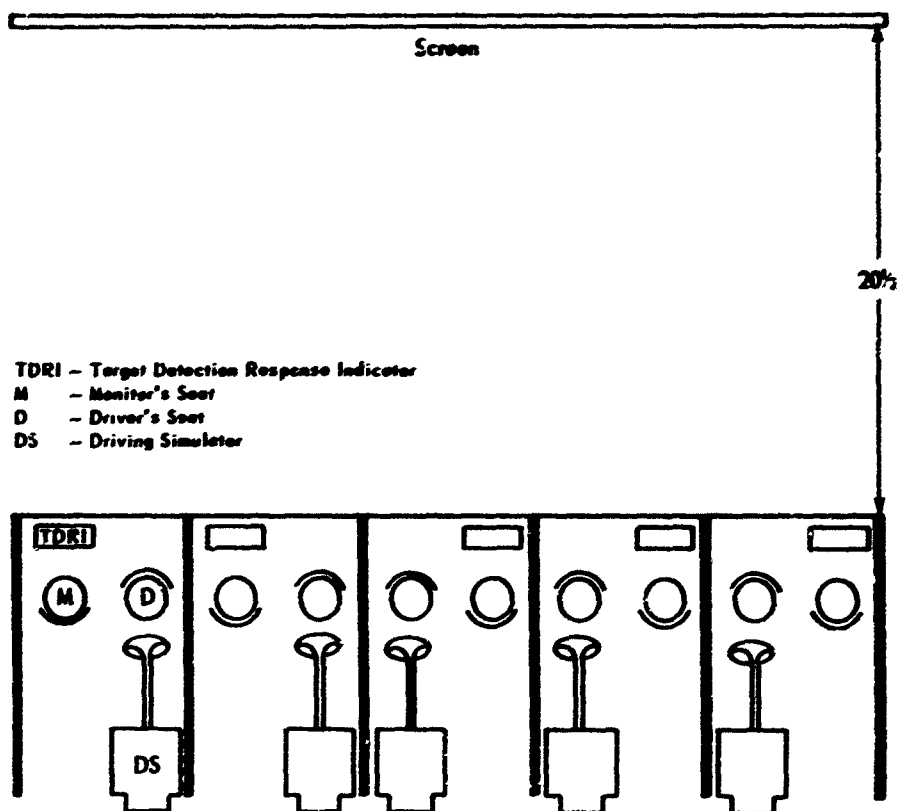 Screen
20½
TDRI – Target Detection Response Indicator
M – Monitor's Seat
D – Driver's Seat
DS – Driving Simulator
TDRI
M
D
DS